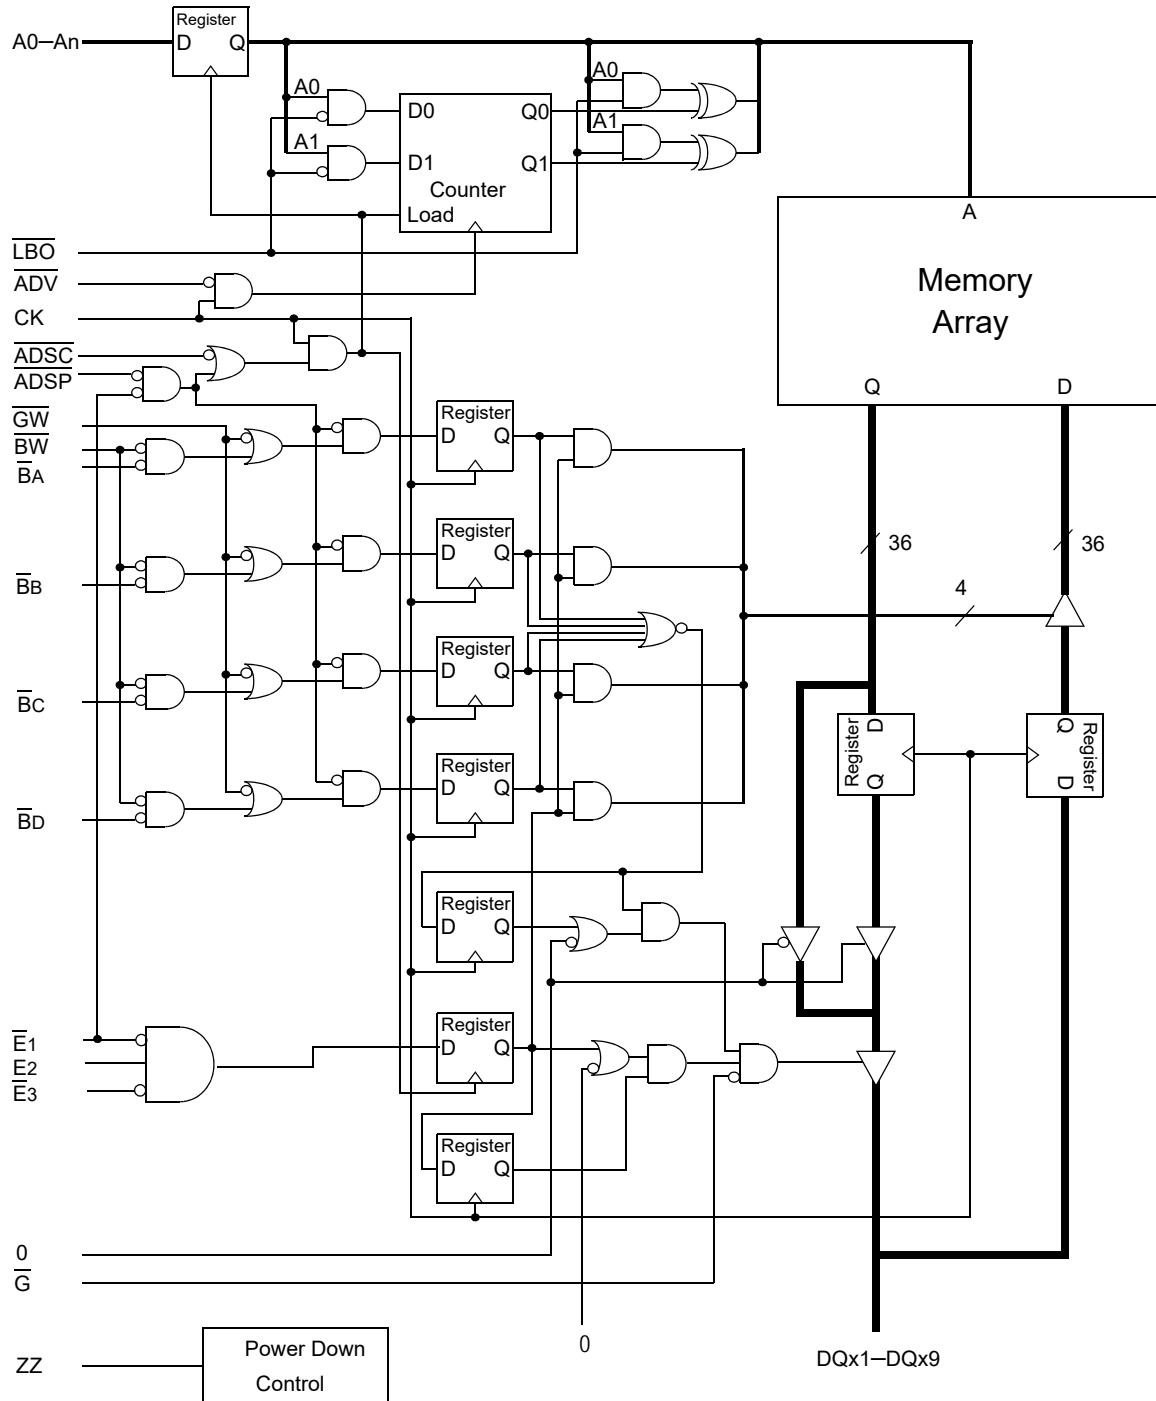 Register
A0–An
D Q
A0
A0
D0
Q0
A1
A1
D1
Q1
Counter
Load
A
LBO
ADV
Memory
CK
Array
ADSC
ADSP
Q
D
GW
Register
D Q
BW
BA
Register
36
36
D Q
BB
4
Register
D Q
BC
D
Q
Register
Register
Q
D
Register
D Q
BD
Register
D Q
Register
E1
D Q
E2
E3
Register
D Q
0
G
0
Power Down
DQx1–DQx9
ZZ
Control